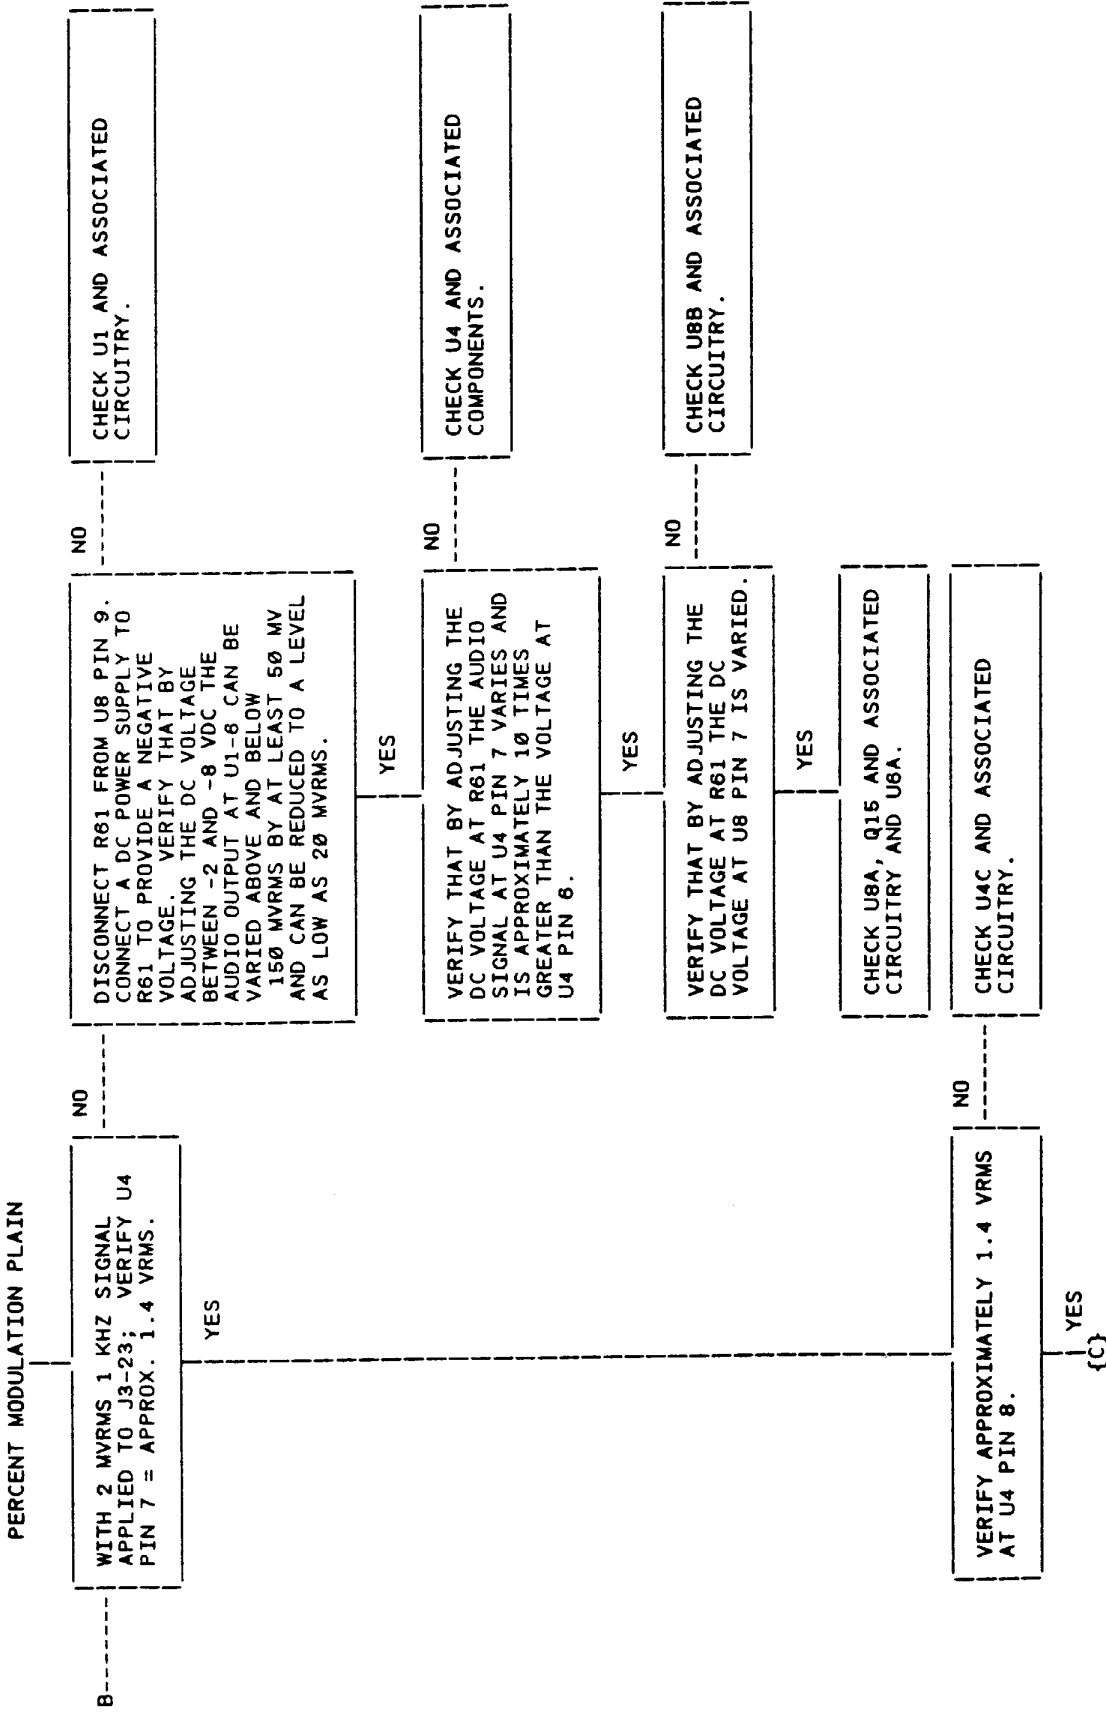 PERCENT MODULATION PLAIN
B
WITH 2 MVRMS 1 KHZ SIGNAL
APPLIED TO J3-23; VERIFY U4
PIN 7 = APPROX. 1.4 VRMS.
NO
DISCONNECT R61 FROM U8 PIN 9.
CONNECT A DC POWER SUPPLY TO
R61 TO PROVIDE A NEGATIVE
VOLTAGE. VERIFY THAT BY
ADJUSTING THE DC VOLTAGE
BETWEEN -2 AND -8 VDC THE
AUDIO OUTPUT AT U1-6 CAN BE
VARIED ABOVE AND BELOW
150 MVRMS BY AT LEAST 50 MV
AND CAN BE REDUCED TO A LEVEL
AS LOW AS 20 MVRMS.
NO
CHECK U1 AND ASSOCIATED
CIRCUITRY.
YES
YES
VERIFY THAT BY ADJUSTING THE
DC VOLTAGE AT R61 THE AUDIO
SIGNAL AT U4 PIN 7 VARIES AND
IS APPROXIMATELY 10 TIMES
GREATER THAN THE VOLTAGE AT
U4 PIN 6.
NO
CHECK U4 AND ASSOCIATED
COMPONENTS.
YES
VERIFY THAT BY ADJUSTING THE
DC VOLTAGE AT R61 THE DC
VOLTAGE AT U8 PIN 7 IS VARIED.
NO
CHECK U8B AND ASSOCIATED
CIRCUITRY.
YES
CHECK U8A, Q15 AND ASSOCIATED
CIRCUITRY AND U6A.
VERIFY APPROXIMATELY 1.4 VRMS
AT U4 PIN 8.
NO
CHECK U4C AND ASSOCIATED
CIRCUITRY.
YES
{C}